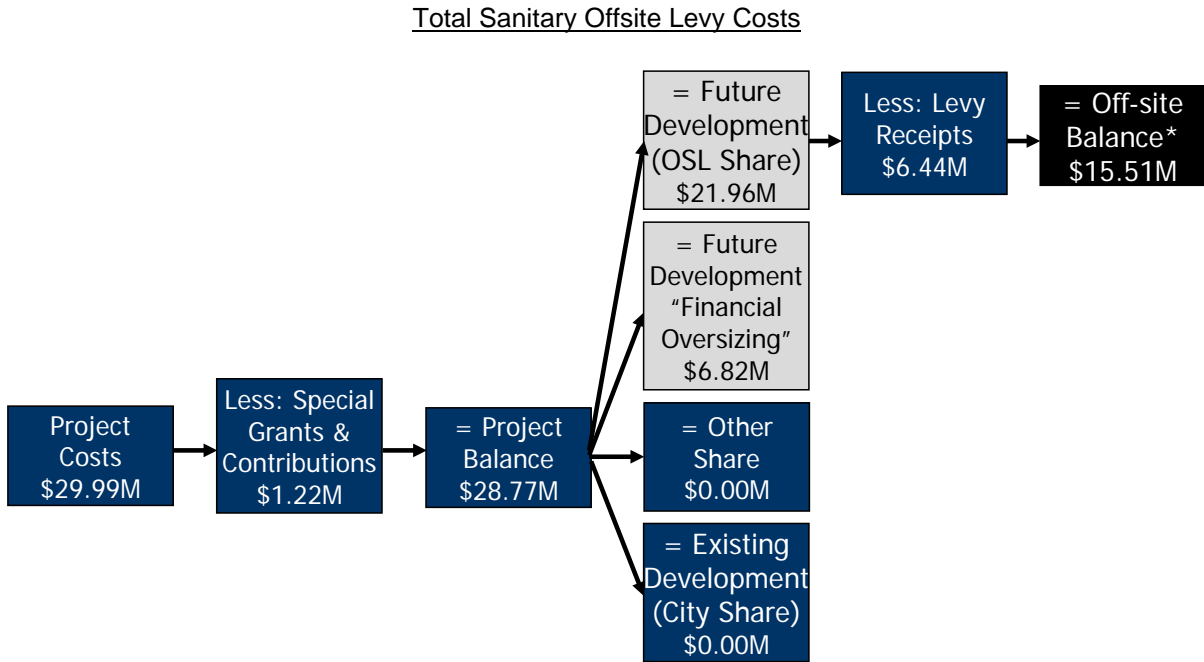 Total Sanitary Offsite Levy Costs
Project
Costs
$29.99M
Less: Special
Grants &
Contributions
$1.22M
= Project
Balance
$28.77M
= Future
Development
(OSL Share)
$21.96M
Less: Levy
Receipts
$6.44M
= Off-site
Balance*
$15.51M
= Future
Development
“Financial
Oversizing”
$6.82M
= Other
Share
$0.00M
= Existing
Development
(City Share)
$0.00M